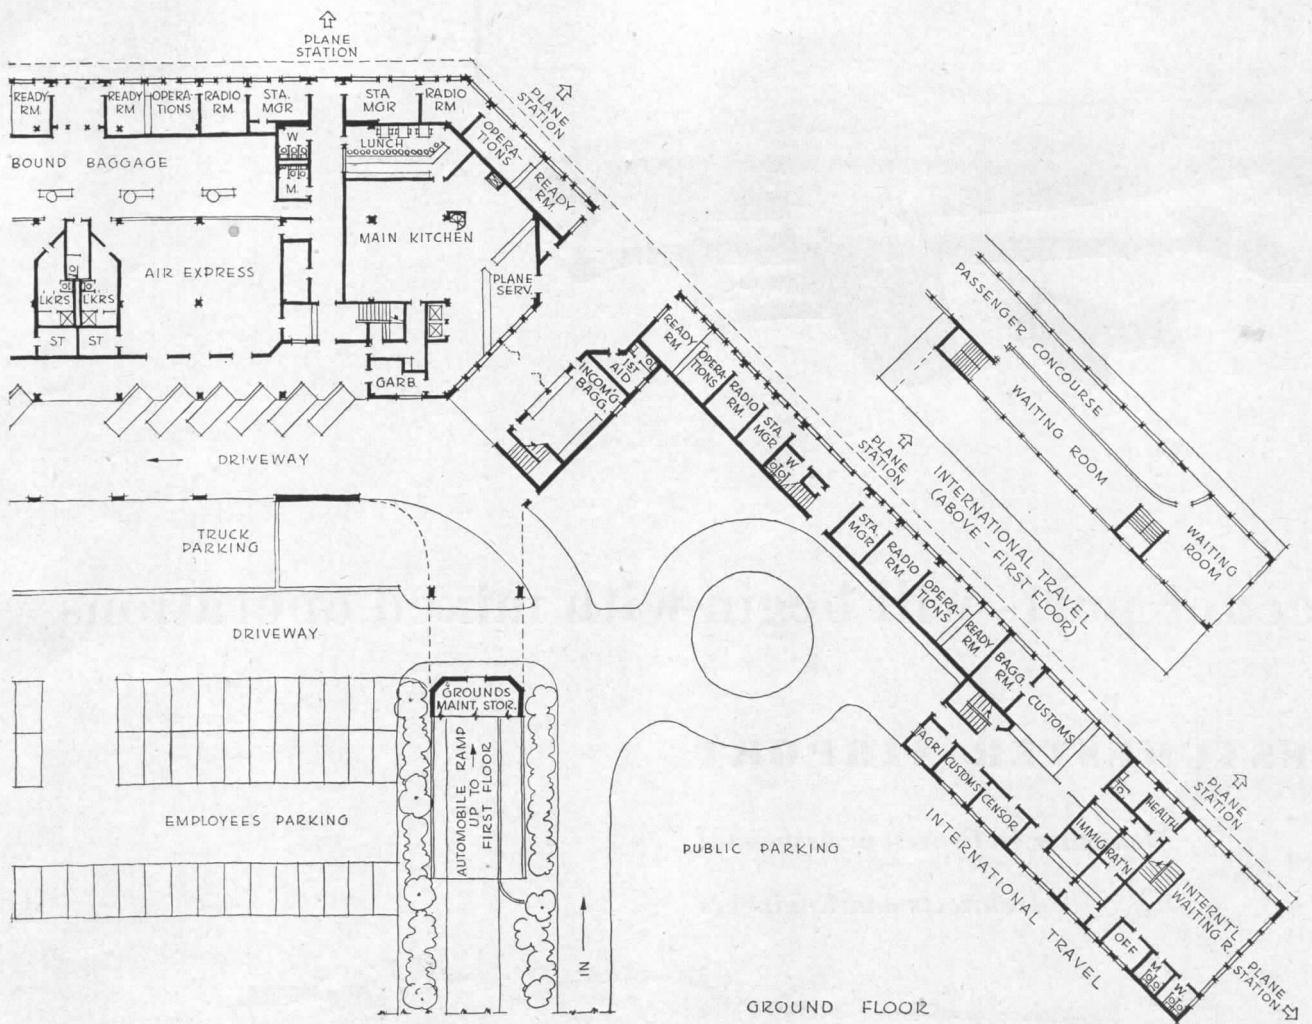 PLANE
STATION
READY
RM.
READY
RM.
OPERA-
TIONS
RADIO
RM.
STA.
MGR
STA
MGR
RADIO
RM
OPERA-
TIONS
READY
RM.
PLANE
STATION
W
M.
LUNCH
BOUND BAGGAGE
MAIN KITCHEN
AIR EXPRESS
PLANE
SERV.
LKRS
LKRS
ST
ST
GARB.
INCOM'G
BAGG.
1ST
AID
READY
RM
OPERA-
TIONS
RADIO
RM.
STA
MGR
W
PASSENGER CONCOURSE
WAITING ROOM
WAITING
ROOM
INTERNATIONAL TRAVEL
(ABOVE - FIRST FLOOR)
PLANE
STATION
DRIVEWAY
TRUCK
PARKING
DRIVEWAY
STA.
MGR
RADIO
RM
OPERA-
TIONS
READY
RM
BAGG.
RM.
CUSTOMS
GROUNDS
MAINT. STOR.
AUTOMOBILE RAMP
UP TO
FIRST FLOOR
EMPLOYEES PARKING
PUBLIC PARKING
IN
AGRI.
CUSTOMS
CENSOR
HEALTH
IMMIGRAT'N
INTERNT'L
WAITING R.
OFF
M
W
INTERNATIONAL TRAVEL
PLANE
STATION
PLANE
STATION
GROUND FLOOR